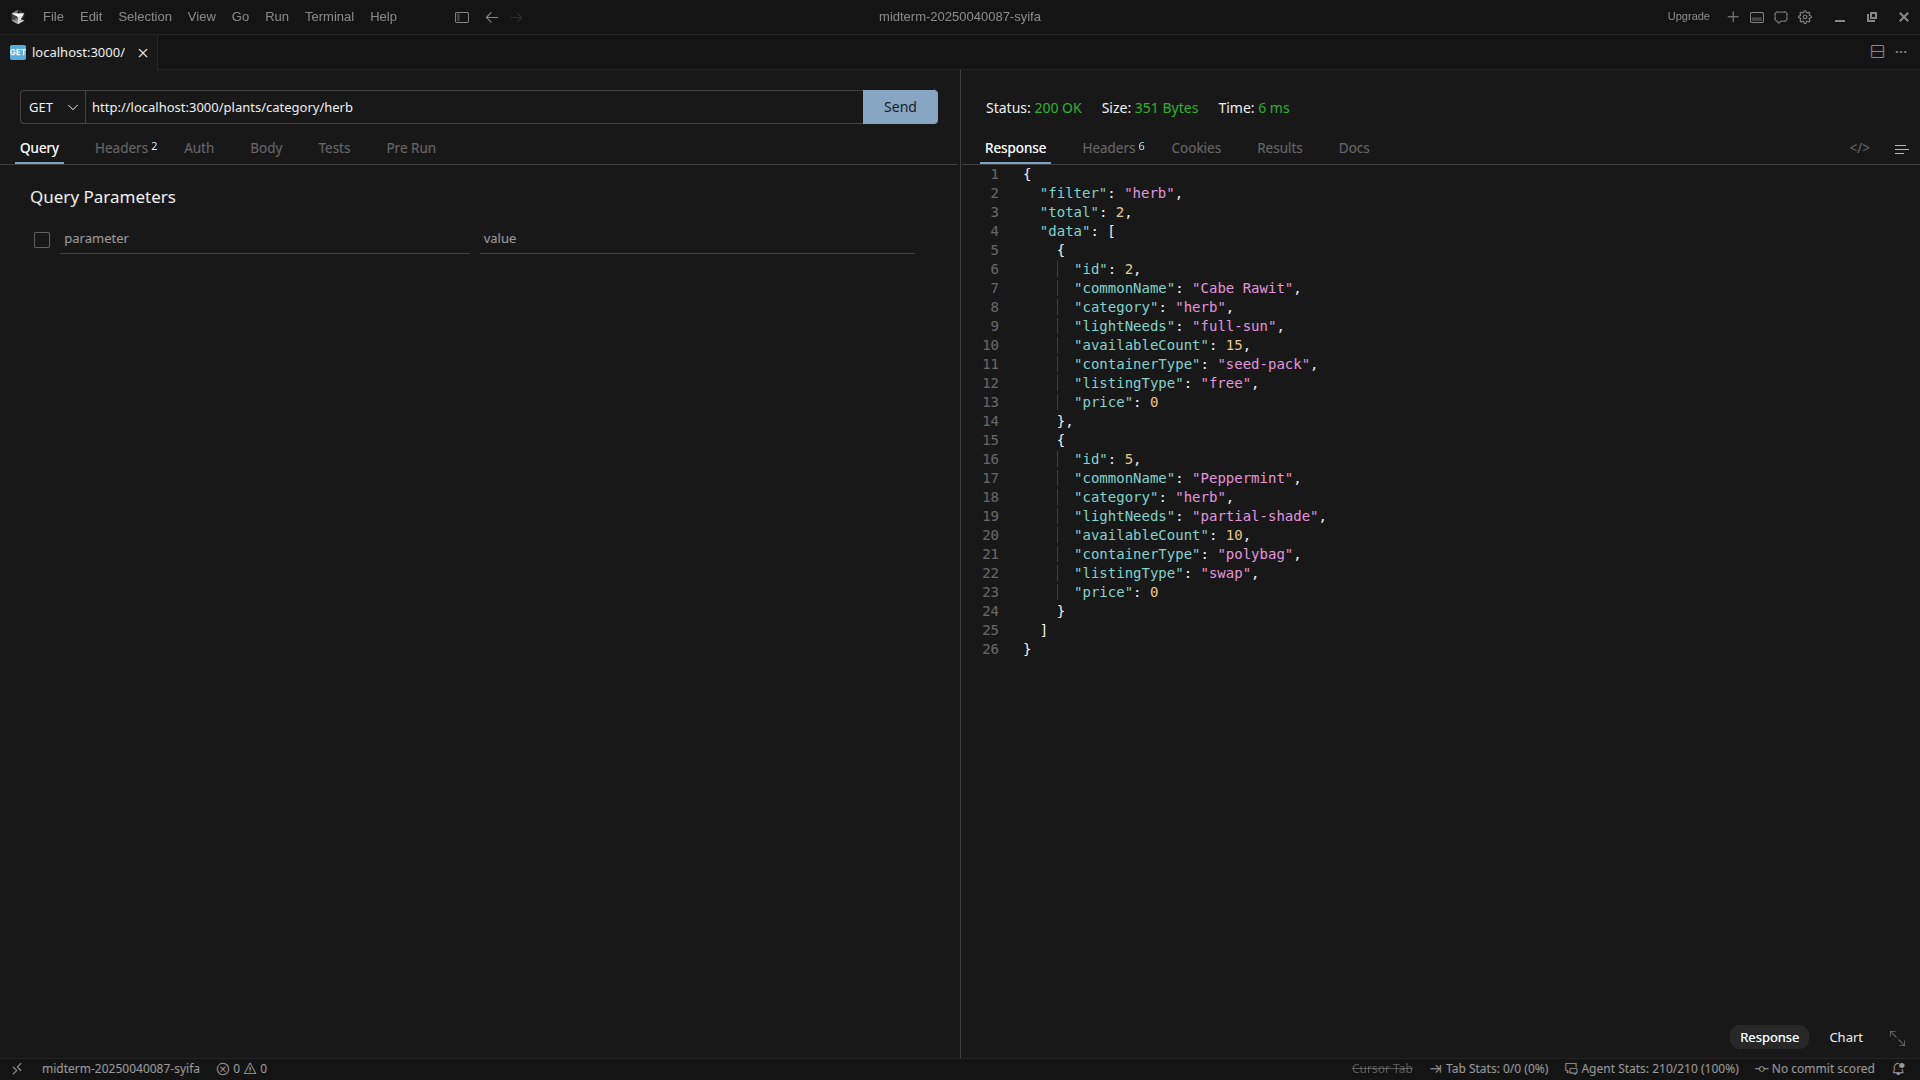 File Edit Selection View Go Run Terminal Help midterm-20250040087-syifa Upgrade
GET localhost:3000/
GET http://localhost:3000/plants/category/herb Send
Query Headers 2 Auth Body Tests Pre Run
Query Parameters
parameter value
Status: 200 OK Size: 351 Bytes Time: 6 ms
Response Headers 6 Cookies Results Docs </>
1 {
2 "filter": "herb",
3 "total": 2,
4 "data": [
5 {
6 "id": 2,
7 "commonName": "Cabe Rawit",
8 "category": "herb",
9 "lightNeeds": "full-sun",
10 "availableCount": 15,
11 "containerType": "seed-pack",
12 "listingType": "free",
13 "price": 0
14 },
15 {
16 "id": 5,
17 "commonName": "Peppermint",
18 "category": "herb",
19 "lightNeeds": "partial-shade",
20 "availableCount": 10,
21 "containerType": "polybag",
22 "listingType": "swap",
23 "price": 0
24 }
25 ]
26 }
Response Chart
midterm-20250040087-syifa 0 0 Cursor Tab Tab Stats: 0/0 (0%) Agent Stats: 210/210 (100%) No commit scored